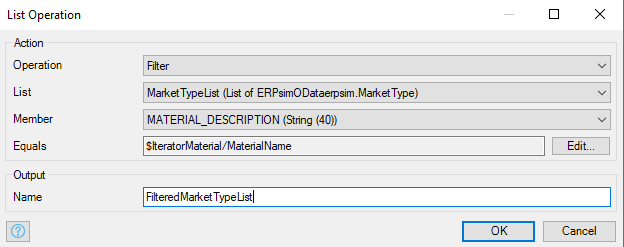 List Operation
Action
Operation Filter
List MarketTypeList (List of ERPsimODataerpsim.MarketType)
Member MATERIAL_DESCRIPTION (String (40))
Equals $IteratorMaterial/MaterialName Edit...
Output
Name FilteredMarketTypeList
? OK Cancel